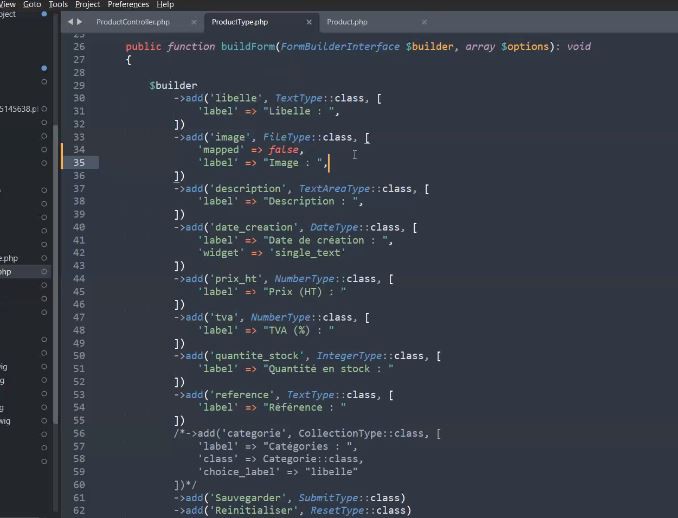 View Goto Tools Project Preferences Help
oject
ProductController.php × ProductType.php × Product.php ×
26 public function buildForm(FormBuilderInterface $builder, array $options): void
27 {
28
29 $builder
30 ->add('libelle', TextType::class, [
31 'label' => "Libelle : ",
32 ])
33 ->add('image', FileType::class, [
34 'mapped' => false,
35 'label' => "Image : ",
36 ])
37 ->add('description', TextAreaType::class, [
38 'label' => "Description : ",
39 ])
40 ->add('date_creation', DateType::class, [
41 'label' => "Date de création : ",
42 'widget' => 'single_text'
43 ])
44 ->add('prix_ht', NumberType::class, [
45 'label' => "Prix (HT) : "
46 ])
47 ->add('tva', NumberType::class, [
48 'label' => "TVA (%) : "
49 ])
50 ->add('quantite_stock', IntegerType::class, [
51 'label' => "Quantité en stock : "
52 ])
53 ->add('reference', TextType::class, [
54 'label' => "Référence : "
55 ])
56 /*->add('categorie', CollectionType::class, [
57 'label' => "Catégories : ",
58 'class' => Categorie::class,
59 'choice_label' => "libelle"
60 ])*/
61 ->add('Sauvegarder', SubmitType::class)
62 ->add('Reinitialiser', ResetType::class)
5145638.pl
e.php
php
wig